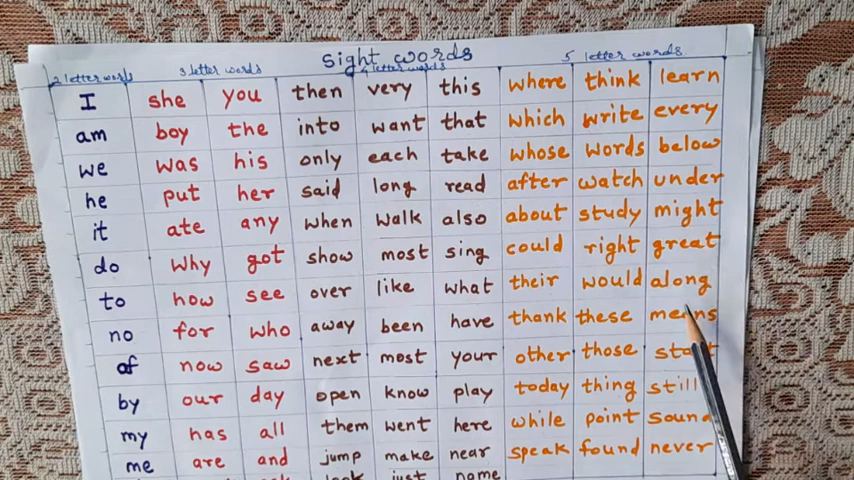 sight words
2 letter words 3 letter words 4 letter words 5 letter words
I she you then very this where think learn
am boy the into want that which write every
we was his only each take whose words below
he put her said long read after watch under
it ate any when walk also about study might
do why got show most sing could right great
to how see over like what their would along
no for who away been have thank these means
of now saw next most your other those
by our day open know play today thing still
my has all them went here while point sound
me are and jump make near speak found never
look just name